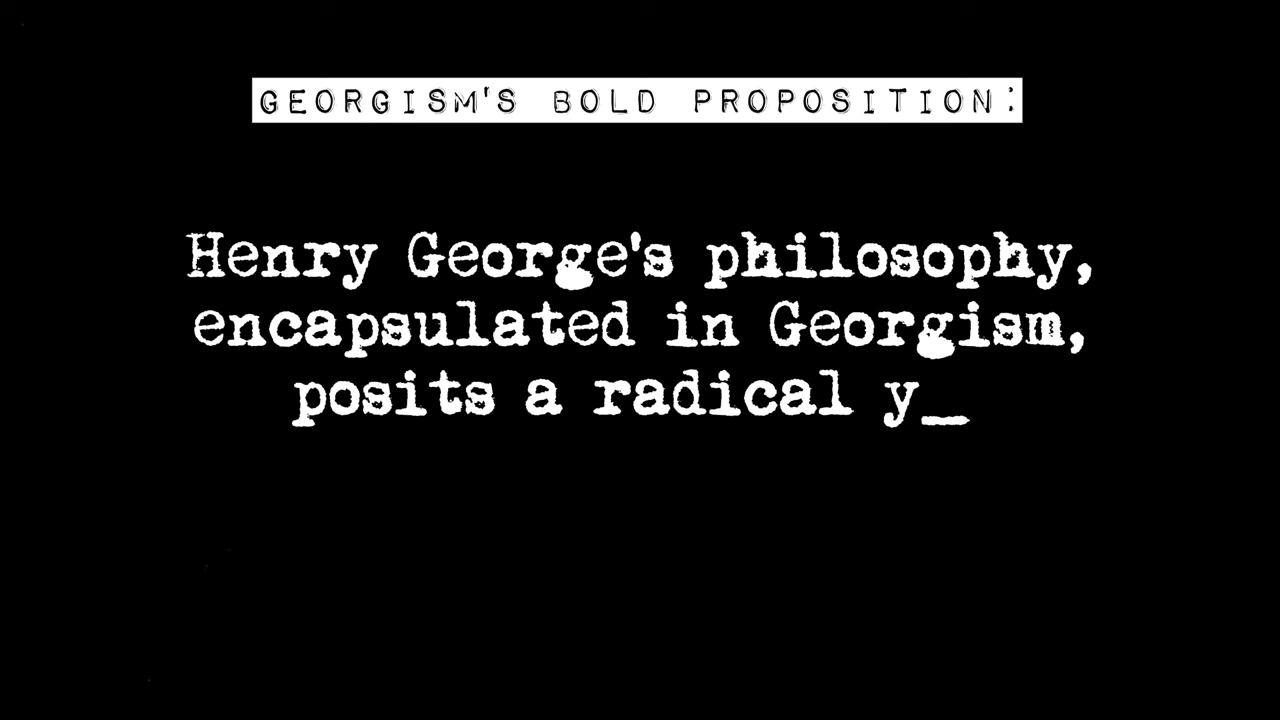 GEORGISM'S BOLD PROPOSITION:
Henry George's philosophy,
encapsulated in Georgism,
posits a radical y_